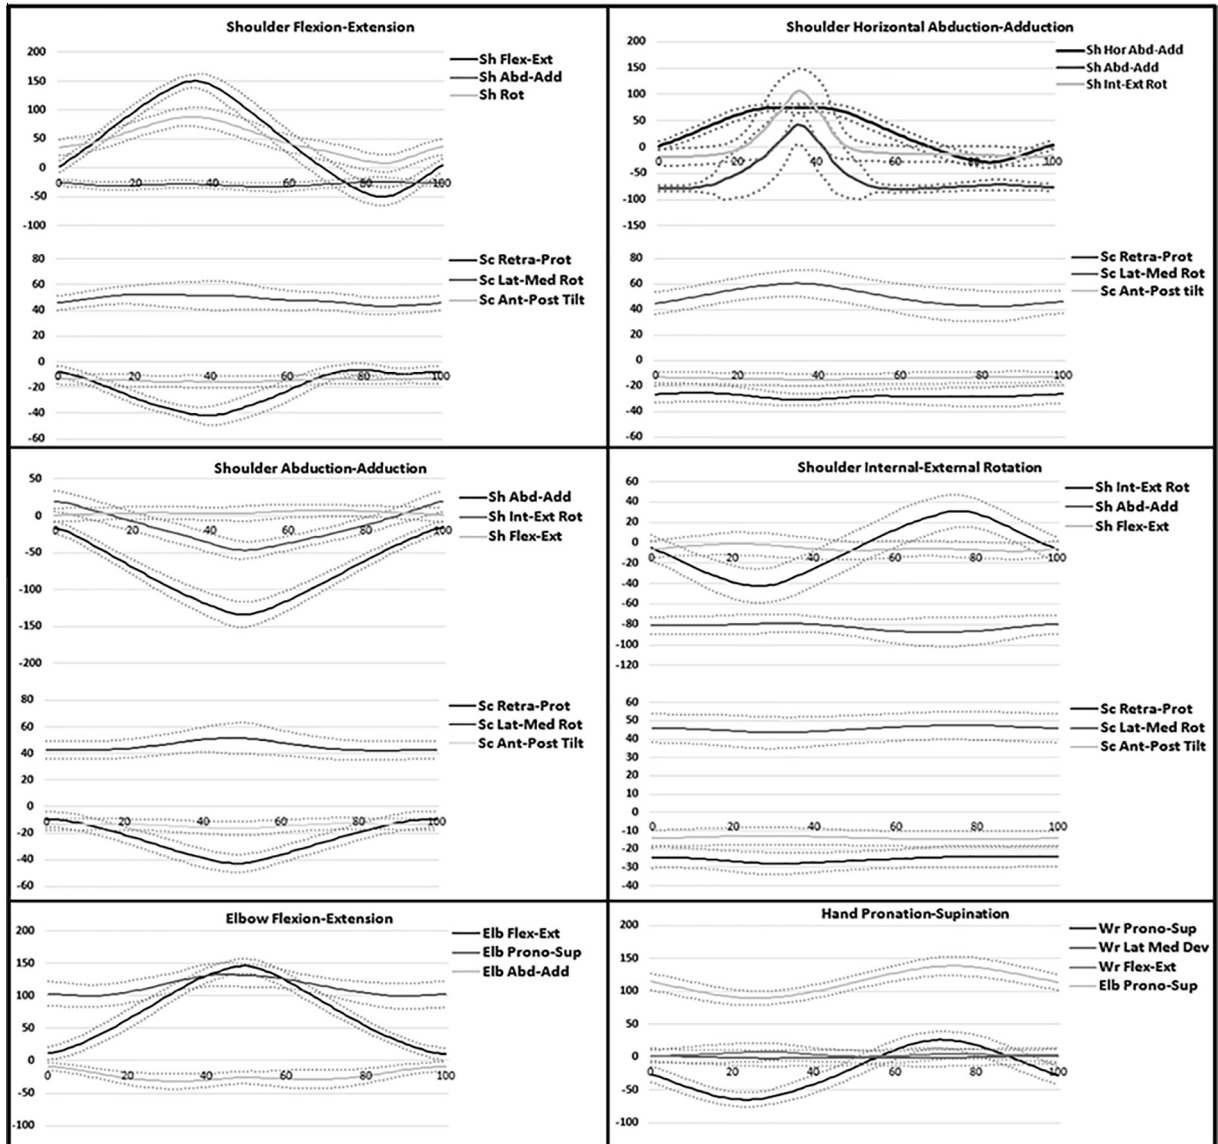 Shoulder Flexion-Extension
200
150
100
50
0
-50
-100
0 20 40 60 80 100
Sh Flex-Ext
Sh Abd-Add
Sh Rot
80
60
40
20
0
-20
-40
-60
0 20 40 60 80 100
Sc Retra-Prot
Sc Lat-Med Rot
Sc Ant-Post Tilt
Shoulder Horizontal Abduction-Adduction
200
150
100
50
0
-50
-100
-150
0 20 40 60 80 100
Sh Hor Abd-Add
Sh Abd-Add
Sh Int-Ext Rot
80
60
40
20
0
-20
-40
-60
0 20 40 60 80 100
Sc Retra-Prot
Sc Lat-Med Rot
Sc Ant-Post tilt
Shoulder Abduction-Adduction
50
0
-50
-100
-150
-200
0 20 40 60 80 100
Sh Abd-Add
Sh Int-Ext Rot
Sh Flex-Ext
80
60
40
20
0
-20
-40
-60
0 20 40 60 80 100
Sc Retra-Prot
Sc Lat-Med Rot
Sc Ant-Post Tilt
Shoulder Internal-External Rotation
60
40
20
0
-20
-40
-60
-80
-100
-120
0 20 40 60 80 100
Sh Int-Ext Rot
Sh Abd-Add
Sh Flex-Ext
60
50
40
30
20
10
0
-10
-20
-30
-40
0 20 40 60 80 100
Sc Retra-Prot
Sc Lat-Med Rot
Sc Ant-Post Tilt
Elbow Flexion-Extension
200
150
100
50
0
-50
-100
0 20 40 60 80 100
Elb Flex-Ext
Elb Prono-Sup
Elb Abd-Add
Hand Pronation-Supination
200
150
100
50
0
-50
-100
0 20 40 60 80 100
Wr Prono-Sup
Wr Lat Med Dev
Wr Flex-Ext
Elb Prono-Sup